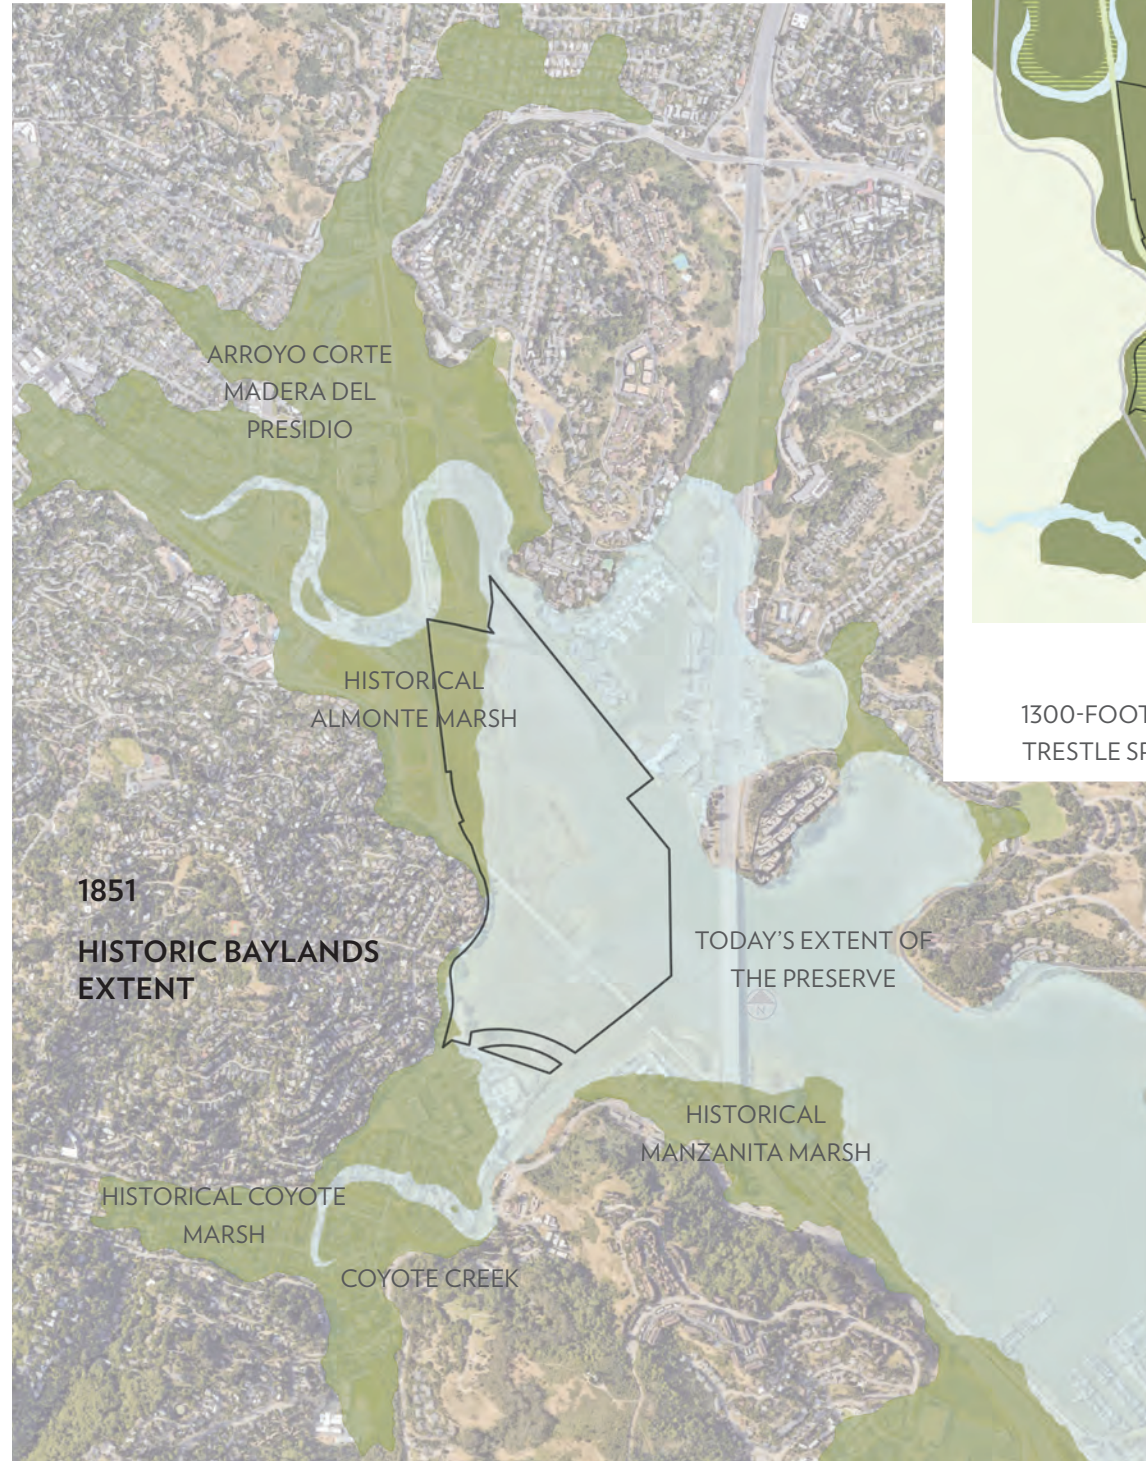 ARROYO CORTE
MADERA DEL
PRESIDIO
HISTORICAL
ALMONTE MARSH
1300-FOOT
TRESTLE
1851
HISTORIC BAYLANDS
EXTENT
TODAY'S EXTENT OF
THE PRESERVE
N
HISTORICAL
MANZANITA MARSH
HISTORICAL COYOTE
MARSH
COYOTE CREEK